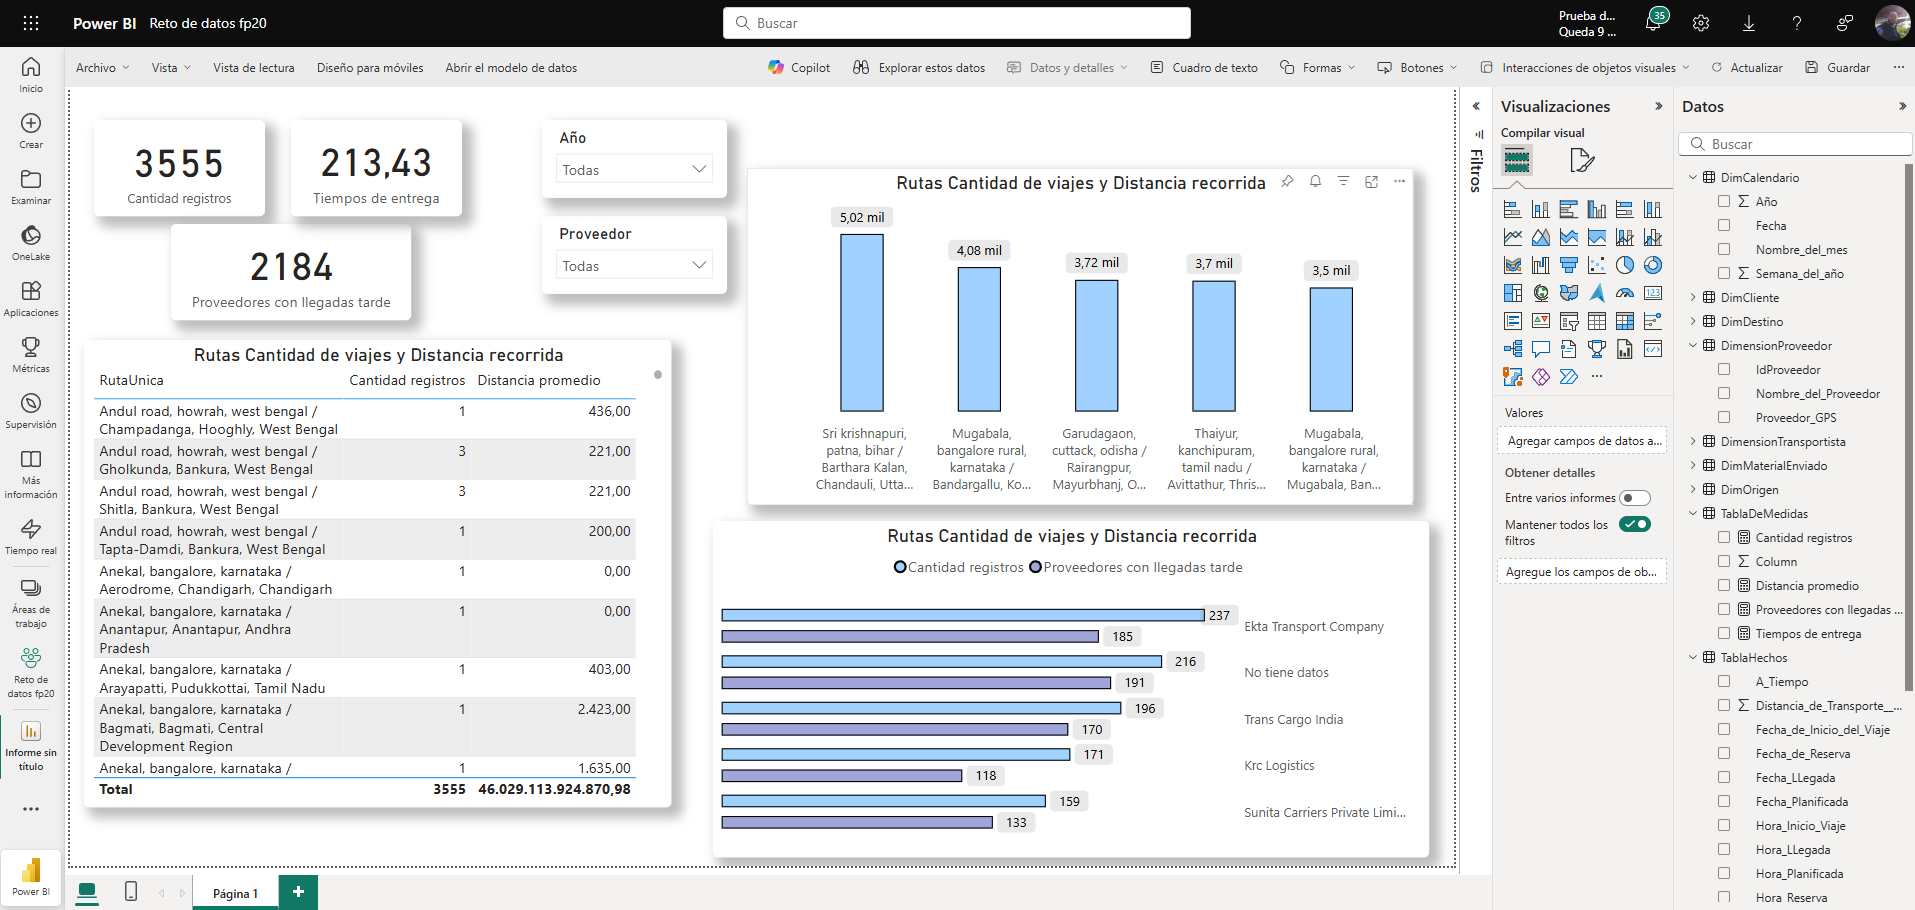 Power BI
Reto de datos fp20
Buscar
Prueba d...
Queda 9 ...
35
Archivo
Vista
Vista de lectura
Diseño para móviles
Abrir el modelo de datos
Copilot
Explorar estos datos
Datos y detalles
Cuadro de texto
Formas
Botones
Interacciones de objetos visuales
Actualizar
Guardar
Inicio
Crear
Examinar
OneLake
Aplicaciones
Métricas
Supervisión
Más
información
Tiempo real
Áreas de
trabajo
Reto de
datos fp20
Informe sin
título
Power BI
3555
Cantidad registros
213,43
Tiempos de entrega
2184
Proveedores con llegadas tarde
Año
Todas
Proveedor
Todas
Rutas Cantidad de viajes y Distancia recorrida
RutaUnica Cantidad registros Distancia promedio
Andul road, howrah, west bengal /
Champadanga, Hooghly, West Bengal
1 436,00
Andul road, howrah, west bengal /
Gholkunda, Bankura, West Bengal
3 221,00
Andul road, howrah, west bengal /
Shitla, Bankura, West Bengal
3 221,00
Andul road, howrah, west bengal /
Tapta-Damdi, Bankura, West Bengal
1 200,00
Anekal, bangalore, karnataka /
Aerodrome, Chandigarh, Chandigarh
1 0,00
Anekal, bangalore, karnataka /
Anantapur, Anantapur, Andhra
Pradesh
1 0,00
Anekal, bangalore, karnataka /
Arayapatti, Pudukkottai, Tamil Nadu
1 403,00
Anekal, bangalore, karnataka /
Bagmati, Bagmati, Central
Development Region
1 2.423,00
Anekal, bangalore, karnataka /
1 1.635,00
Total 3555 46.029.113.924.870,98
Rutas Cantidad de viajes y Distancia recorrida
5,02 mil
4,08 mil
3,72 mil
3,7 mil
3,5 mil
Sri krishnapuri,
patna, bihar /
Barthara Kalan,
Chandauli, Utta...
Mugabala,
bangalore rural,
karnataka /
Bandargallu, Ko...
Garudagaon,
cuttack, odisha /
Rairangpur,
Mayurbhanj, O...
Thaiyur,
kanchipuram,
tamil nadu /
Avittathur, Thris...
Mugabala,
bangalore rural,
karnataka /
Mugabala, Ban...
Rutas Cantidad de viajes y Distancia recorrida
Cantidad registros Proveedores con llegadas tarde
237
185
Ekta Transport Company
216
191
No tiene datos
196
170
Trans Cargo India
171
118
Krc Logistics
159
133
Sunita Carriers Private Limi...
Página 1
Filtros
Visualizaciones
Compilar visual
Valores
Agregar campos de datos a...
Obtener detalles
Entre varios informes
Mantener todos los
filtros
Agregue los campos de ob...
Datos
Buscar
DimCalendario
Año
Fecha
Nombre_del_mes
Semana_del_año
DimCliente
DimDestino
DimensionProveedor
IdProveedor
Nombre_del_Proveedor
Proveedor_GPS
DimensionTransportista
DimMaterialEnviado
DimOrigen
TablaDeMedidas
Cantidad registros
Column
Distancia promedio
Proveedores con llegadas ...
Tiempos de entrega
TablaHechos
A_Tiempo
Distancia_de_Transporte__...
Fecha_de_Inicio_del_Viaje
Fecha_de_Reserva
Fecha_LLegada
Fecha_Planificada
Hora_Inicio_Viaje
Hora_LLegada
Hora_Planificada
Hora_Reserva